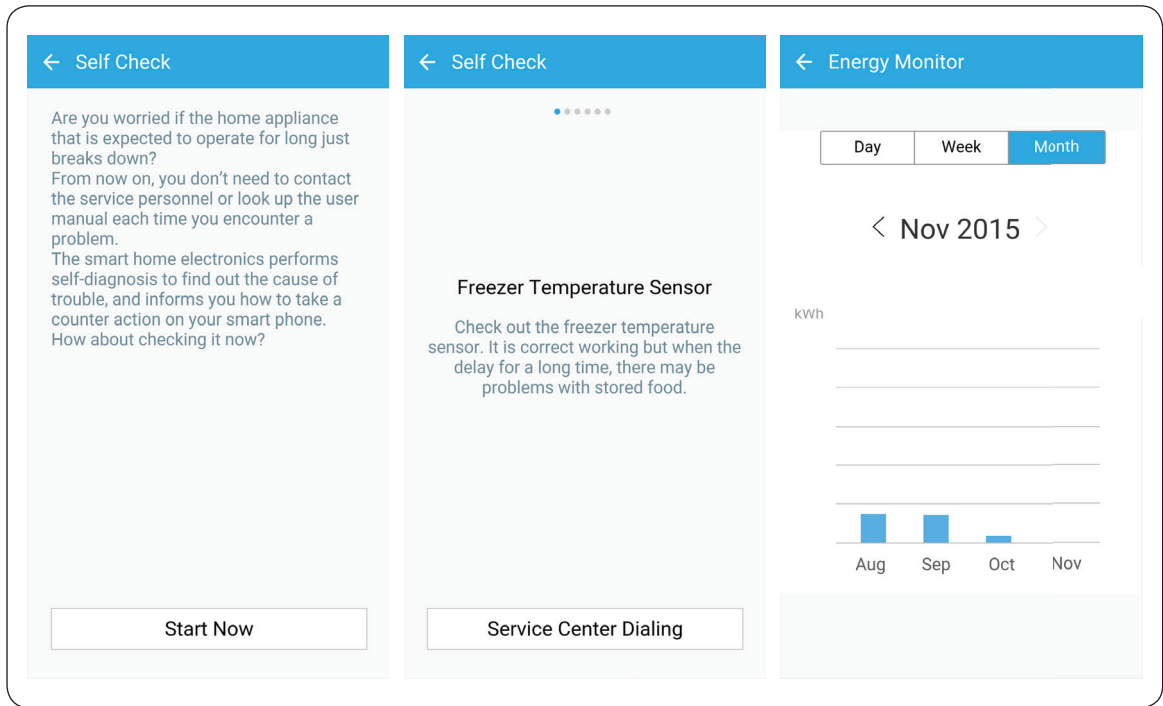 ← Self Check
Are you worried if the home appliance
that is expected to operate for long just
breaks down?
From now on, you don't need to contact
the service personnel or look up the user
manual each time you encounter a
problem.
The smart home electronics performs
self-diagnosis to find out the cause of
trouble, and informs you how to take a
counter action on your smart phone.
How about checking it now?
Start Now
← Self Check
Freezer Temperature Sensor
Check out the freezer temperature
sensor. It is correct working but when the
delay for a long time, there may be
problems with stored food.
Service Center Dialing
← Energy Monitor
Day Week Month
< Nov 2015 >
kWh
Aug Sep Oct Nov